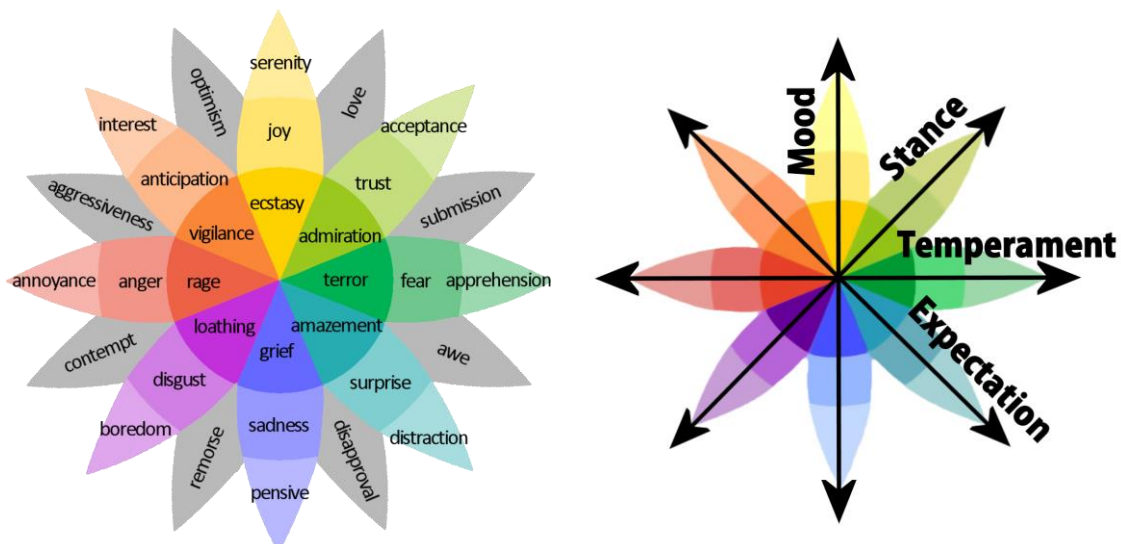 serenity
optimism
love
interest
joy
acceptance
anticipation
trust
aggressiveness
ecstasy
submission
vigilance
admiration
annoyance
anger
rage
terror
fear
apprehension
loathing
amazement
contempt
grief
awe
disgust
surprise
boredom
sadness
distraction
remorse
disapproval
pensive
Mood
Stance
Temperament
Expectation